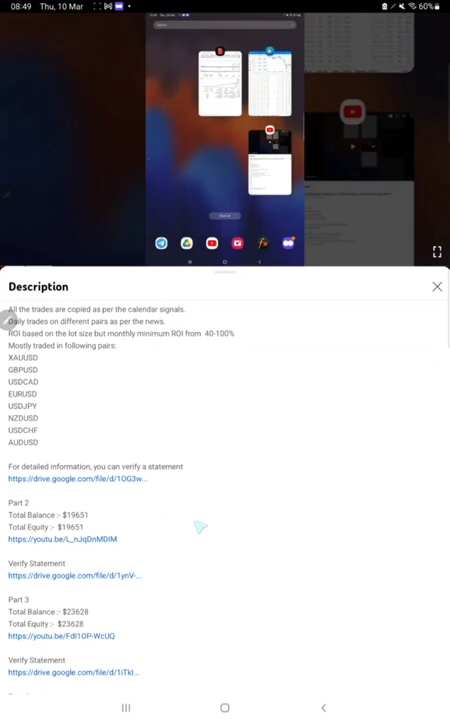 08:49 Thu, 10 Mar
60%
Description
All the trades are copied as per the calendar signals.
Daily trades on different pairs as per the news.
ROI based on the lot size but monthly minimum ROI from 40-100%
Mostly traded in following pairs:
XAUUSD
GBPUSD
USDCAD
EURUSD
USDJPY
NZDUSD
USDCHF
AUDUSD
For detailed information, you can verify a statement
https://drive.google.com/file/d/1OG3w...
Part 2
Total Balance :- $19651
Total Equity :- $19651
https://youtu.be/L_nJqDnMDIM
Verify Statement
https://drive.google.com/file/d/1ynV-...
Part 3
Total Balance :- $23628
Total Equity :- $23628
https://youtu.be/FdI1OP-WcUQ
Verify Statement
https://drive.google.com/file/d/1iTkI...